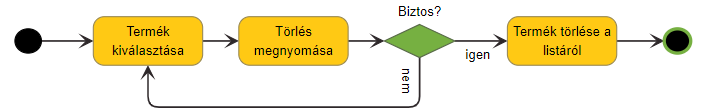 Termék
kiválasztása
Törlés
megnyomása
Biztos?
igen
nem
Termék törlése a
listáról